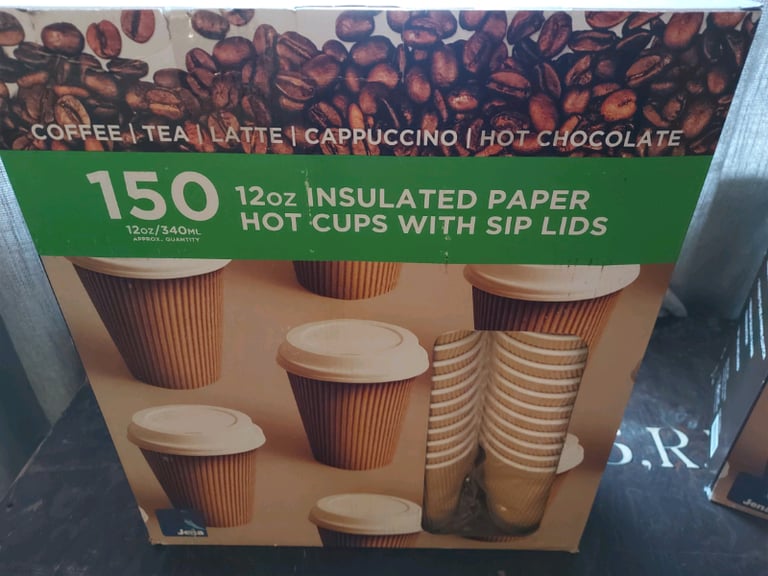 COFFEE | TEA | LATTE | CAPPUCCINO | HOT CHOCOLATE
150
12oz/340ML
APPROX. QUANTITY
12oz INSULATED PAPER
HOT CUPS WITH SIP LIDS
S,R
Jena
Jena